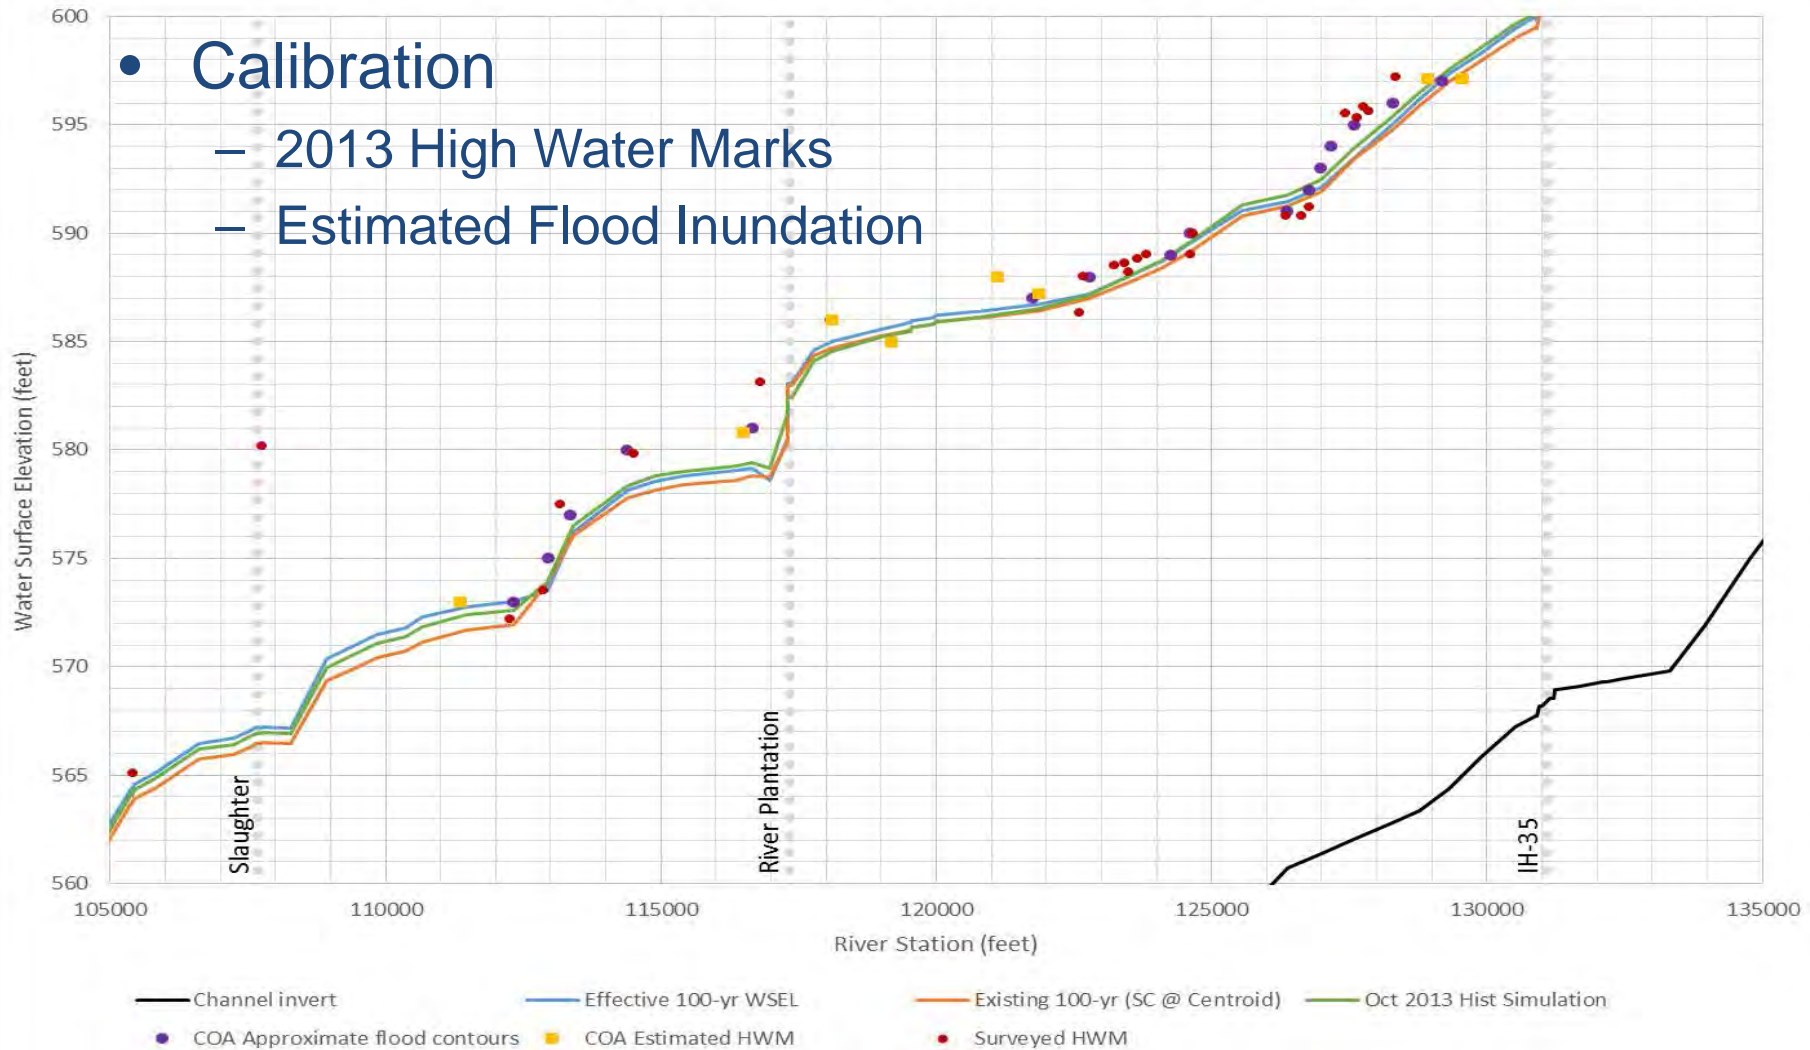 • Calibration
– 2013 High Water Marks
– Estimated Flood Inundation
Water Surface Elevation (feet)
600
595
590
585
580
575
570
565
560
Slaughter
River Plantation
IH-35
105000 110000 115000 120000 125000 130000 135000
River Station (feet)
Channel invert Effective 100-yr WSEL Existing 100-yr (SC @ Centroid) Oct 2013 Hist Simulation
COA Approximate flood contours COA Estimated HWM Surveyed HWM